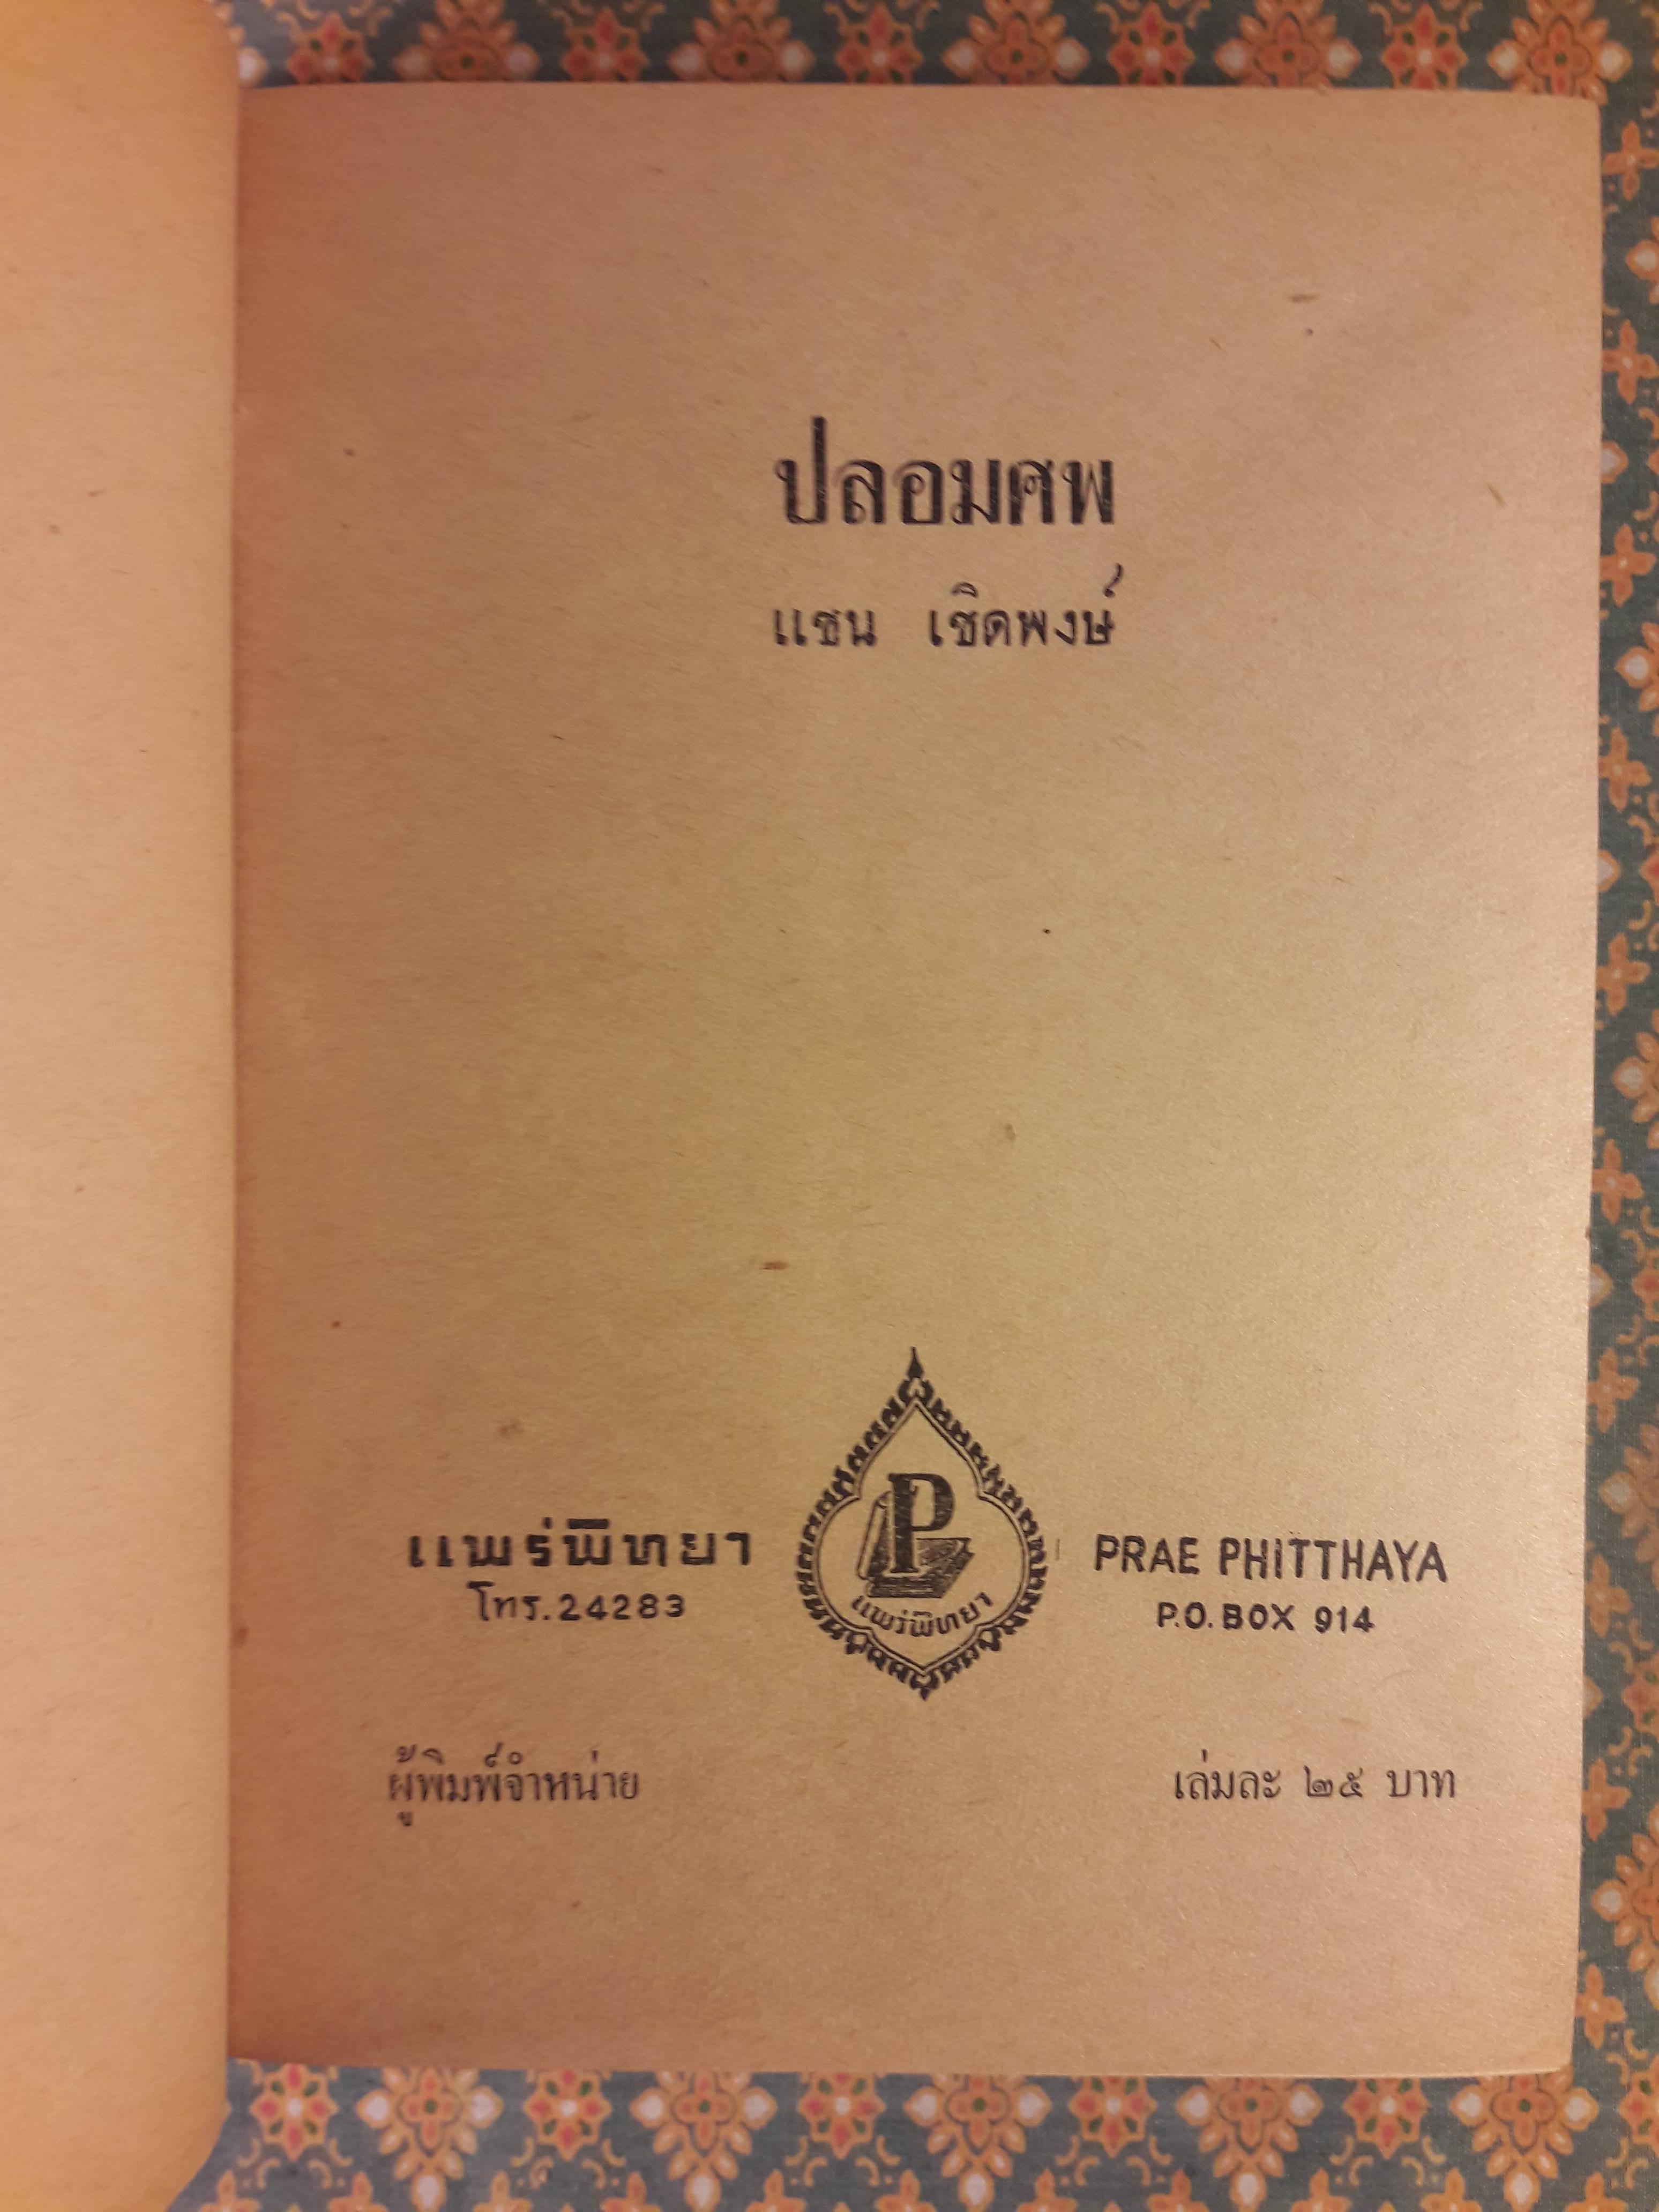 ปลอมศพ
แซน เชิดพงษ์
แพร่พิทยา
โทร. 24283
P
แพร่พิทยา
PRAE PHITTHAYA
P.O. BOX 914
ผู้พิมพ์จำหน่าย
เล่มละ ๒๕ บาท